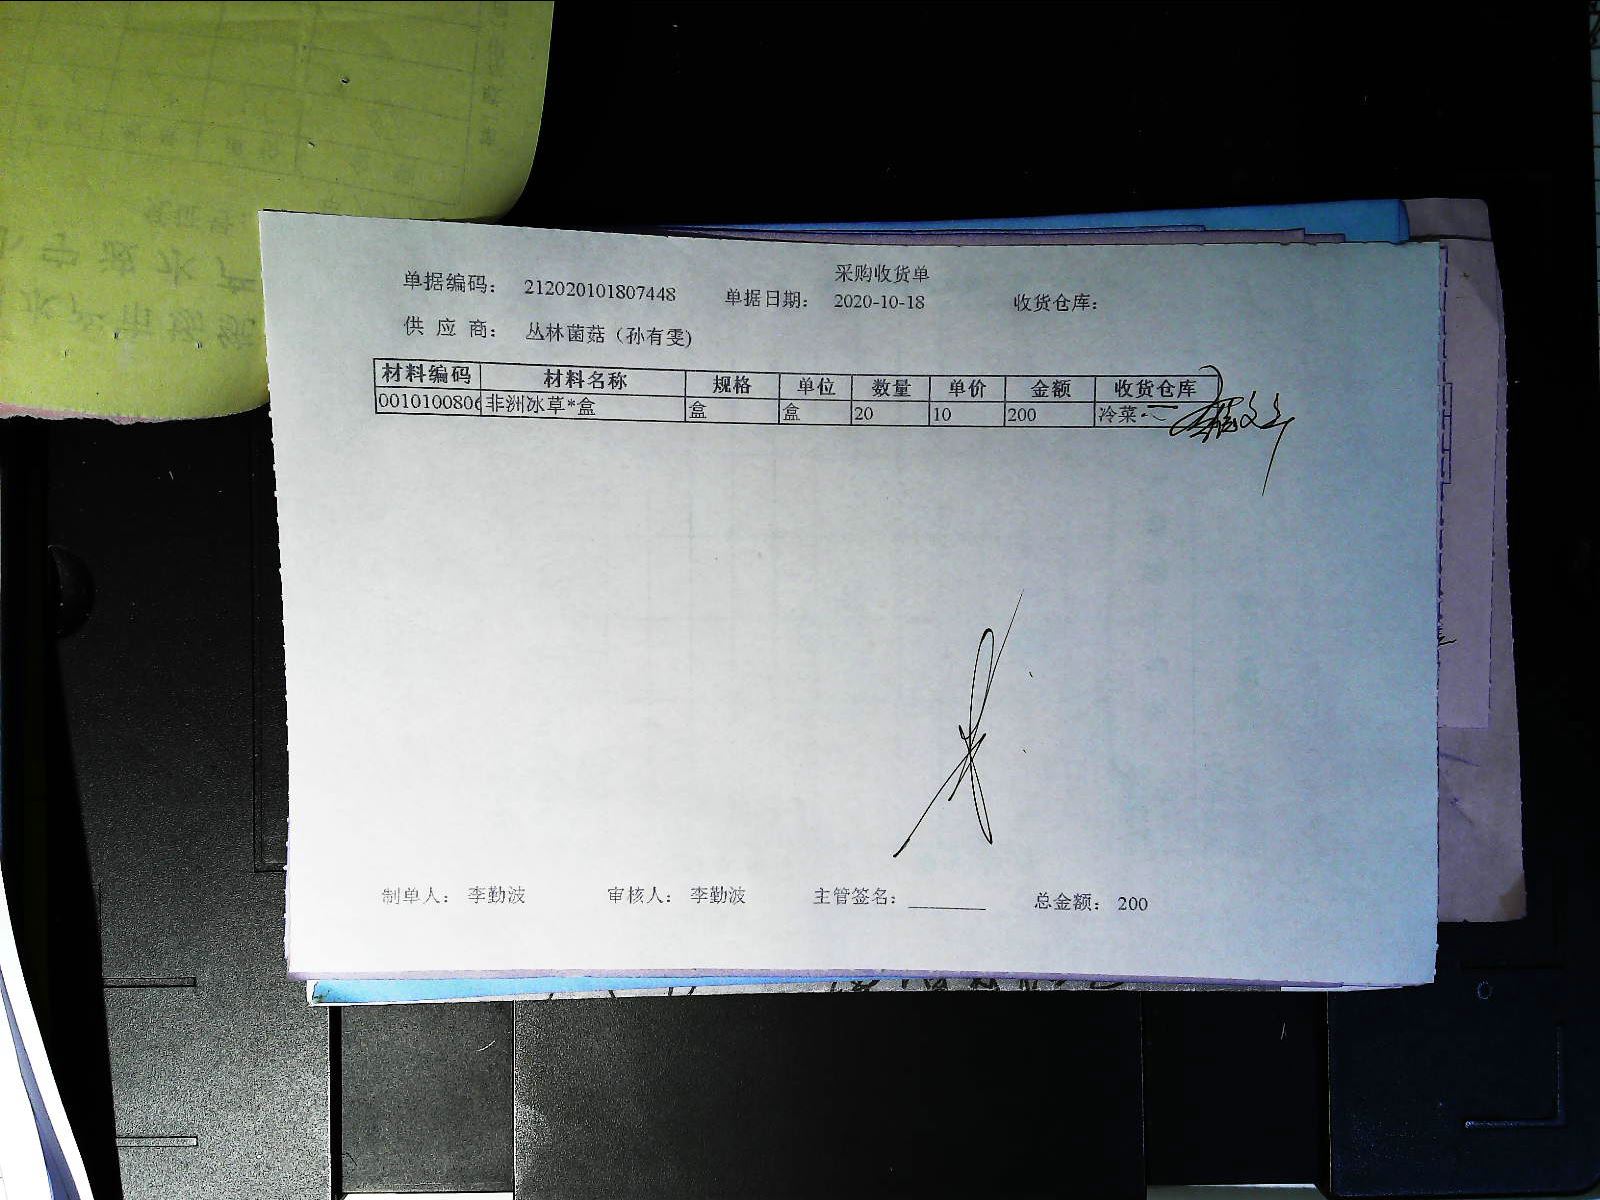 采购收货单
单据编码： 212020101807448 单据日期： 2020-10-18 收货仓库：
供 应 商： 丛林菌菇（孙有雯）
材料编码 材料名称 规格 单位 数量 单价 金额 收货仓库
0010100806 非洲冰草*盒 盒 盒 20 10 200 冷菜
制单人： 李勤波 审核人： 李勤波 主管签名：________ 总金额： 200